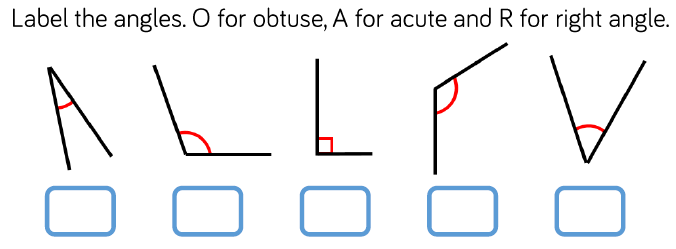 Label the angles. O for obtuse, A for acute and R for right angle.